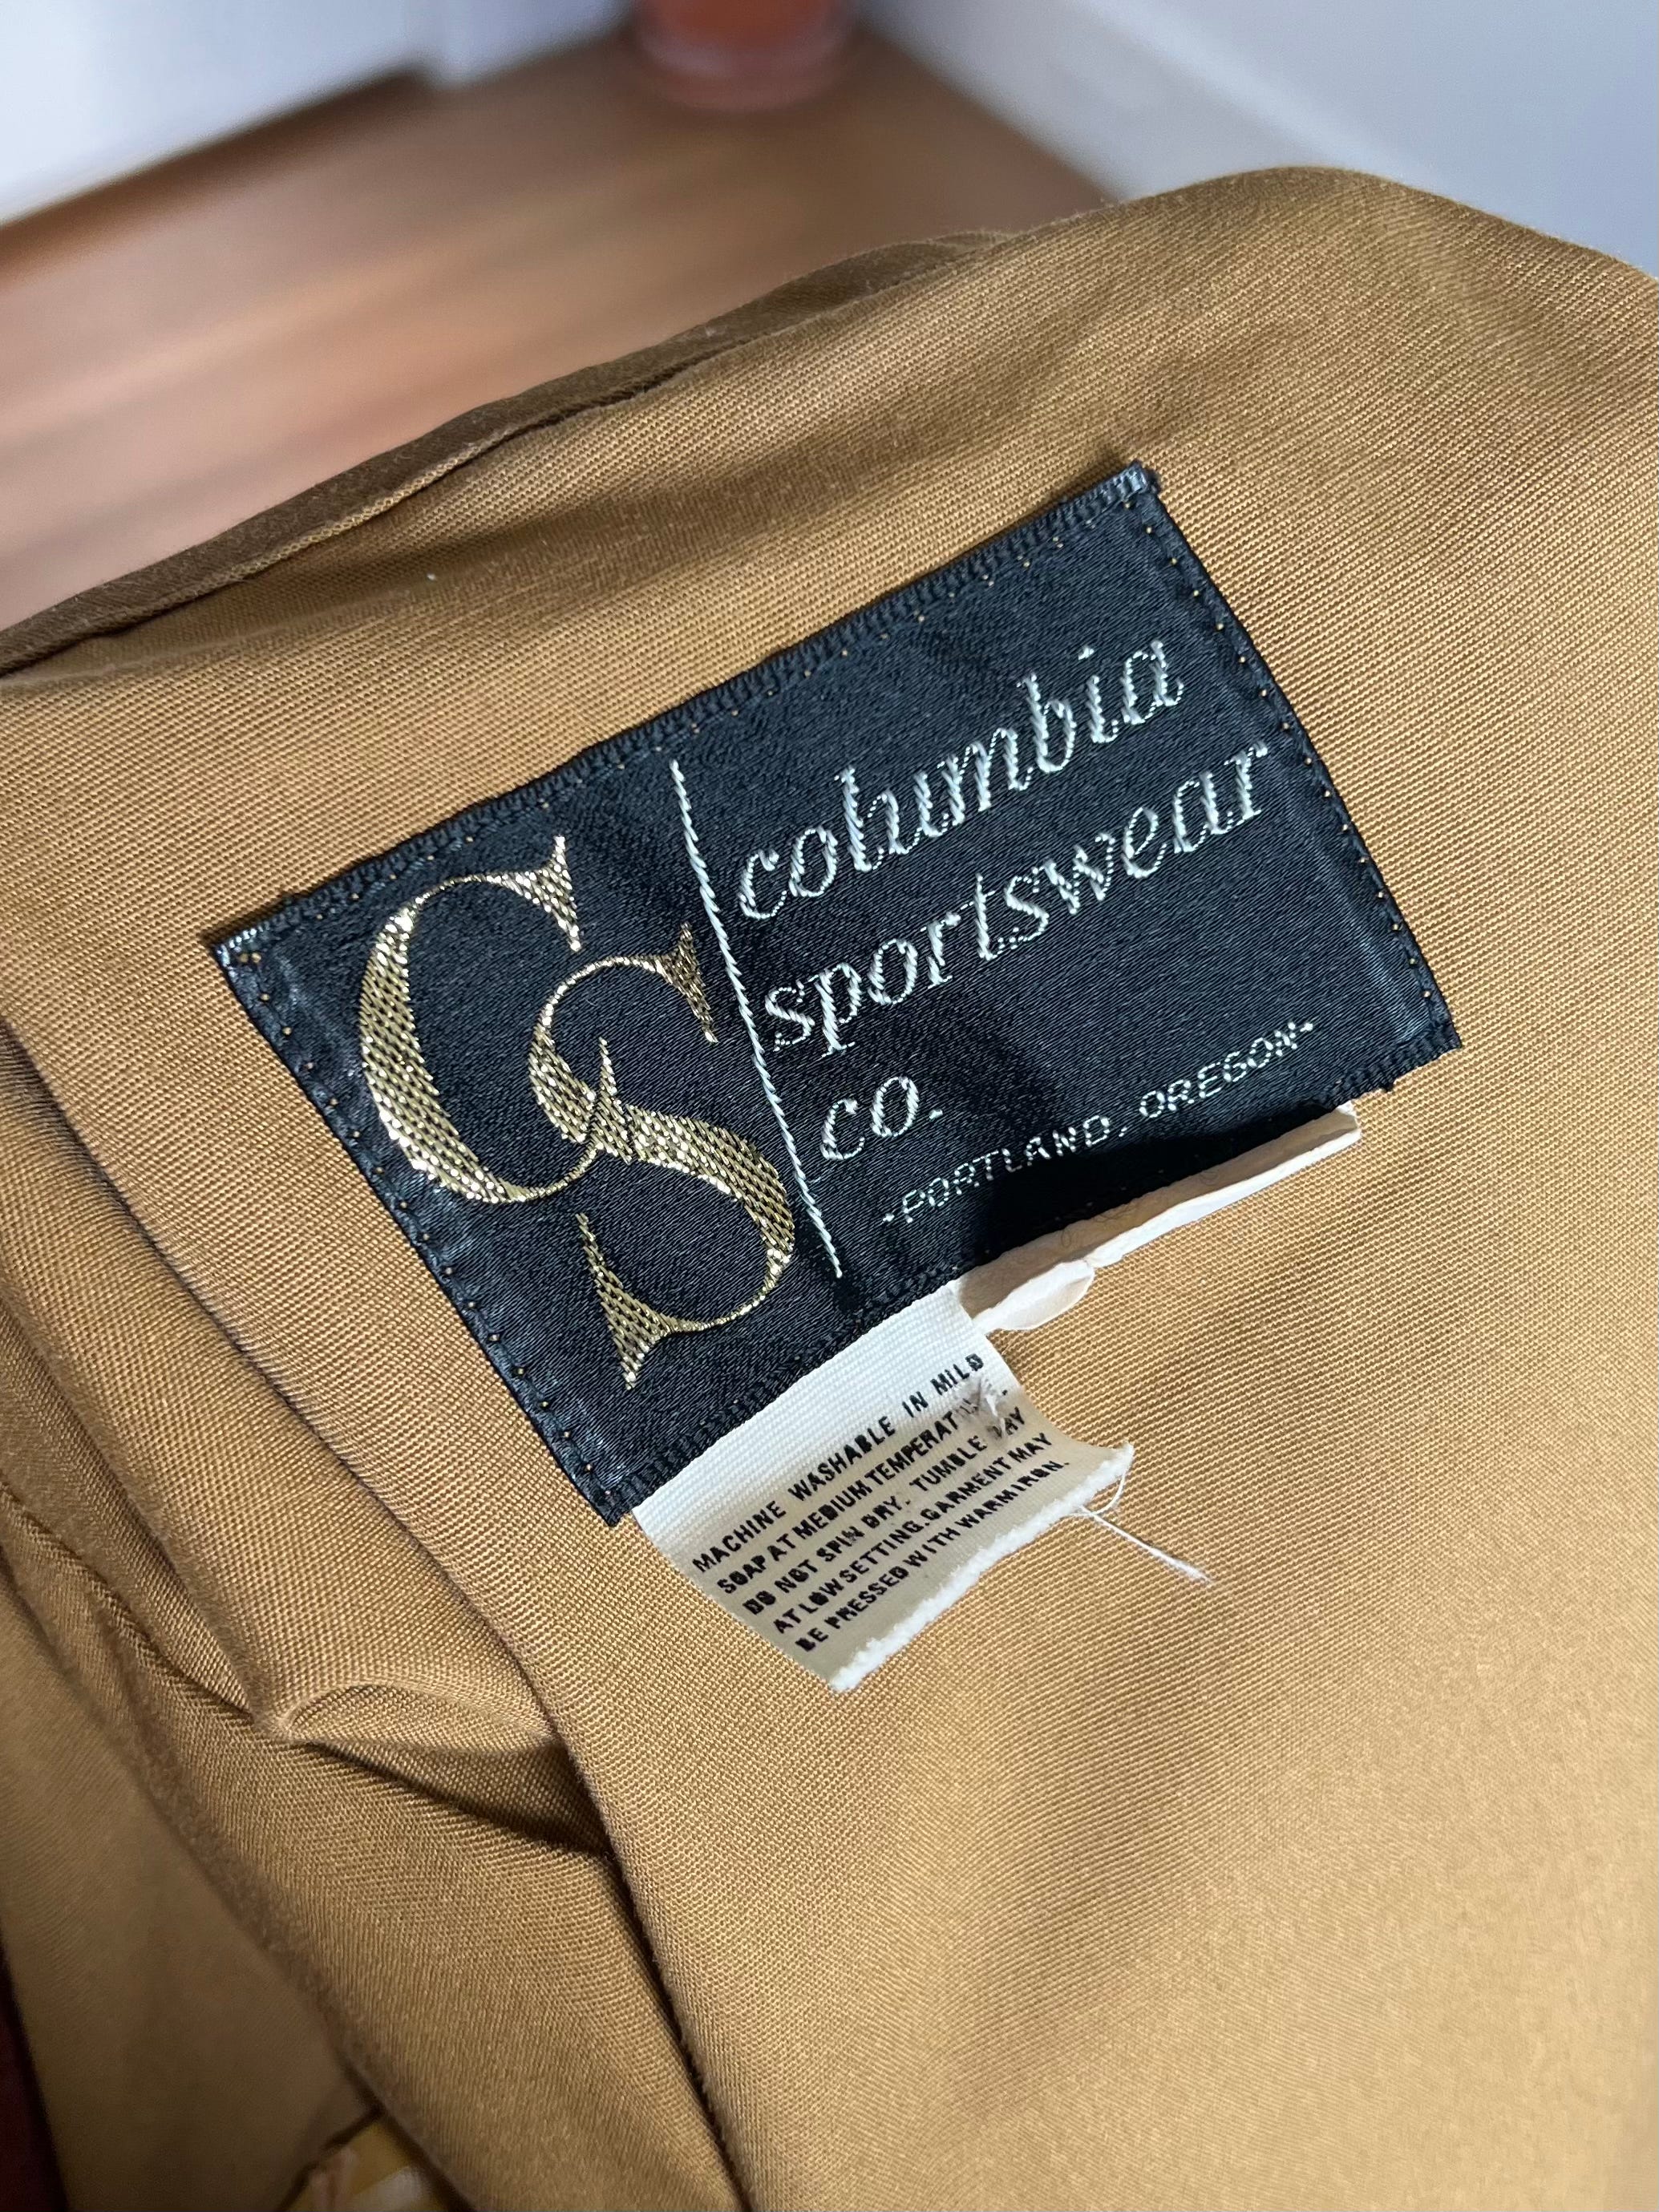 CS
columbia
sportswear
co.
-PORTLAND, OREGON-
MACHINE WASHABLE IN MILD
SOAP AT MEDIUM TEMPERATURE.
DO NOT SPIN DRY. TUMBLE DRY
AT LOW SETTING. GARMENT MAY
BE PRESSED WITH WARM IRON.